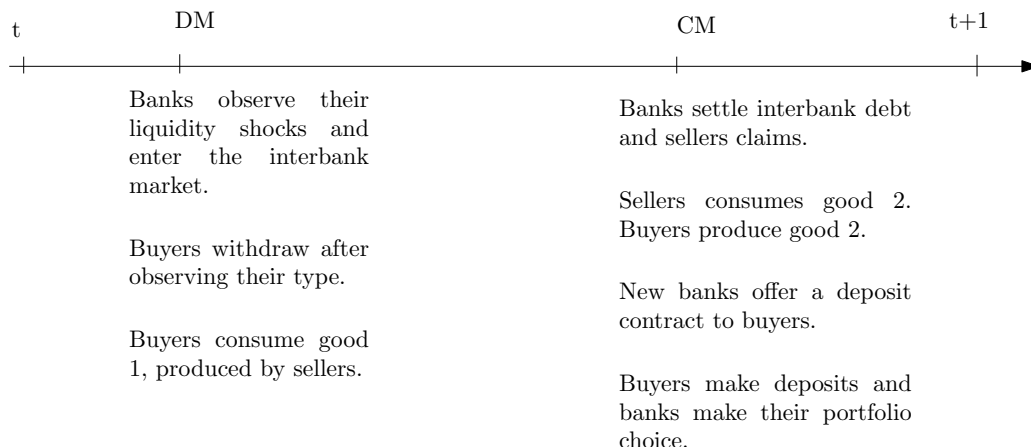 t
DM
CM
t+1
Banks observe their
liquidity shocks and
enter the interbank
market.
Buyers withdraw after
observing their type.
Buyers consume good
1, produced by sellers.
Banks settle interbank debt
and sellers claims.
Sellers consumes good 2.
Buyers produce good 2.
New banks offer a deposit
contract to buyers.
Buyers make deposits and
banks make their portfolio
choice.